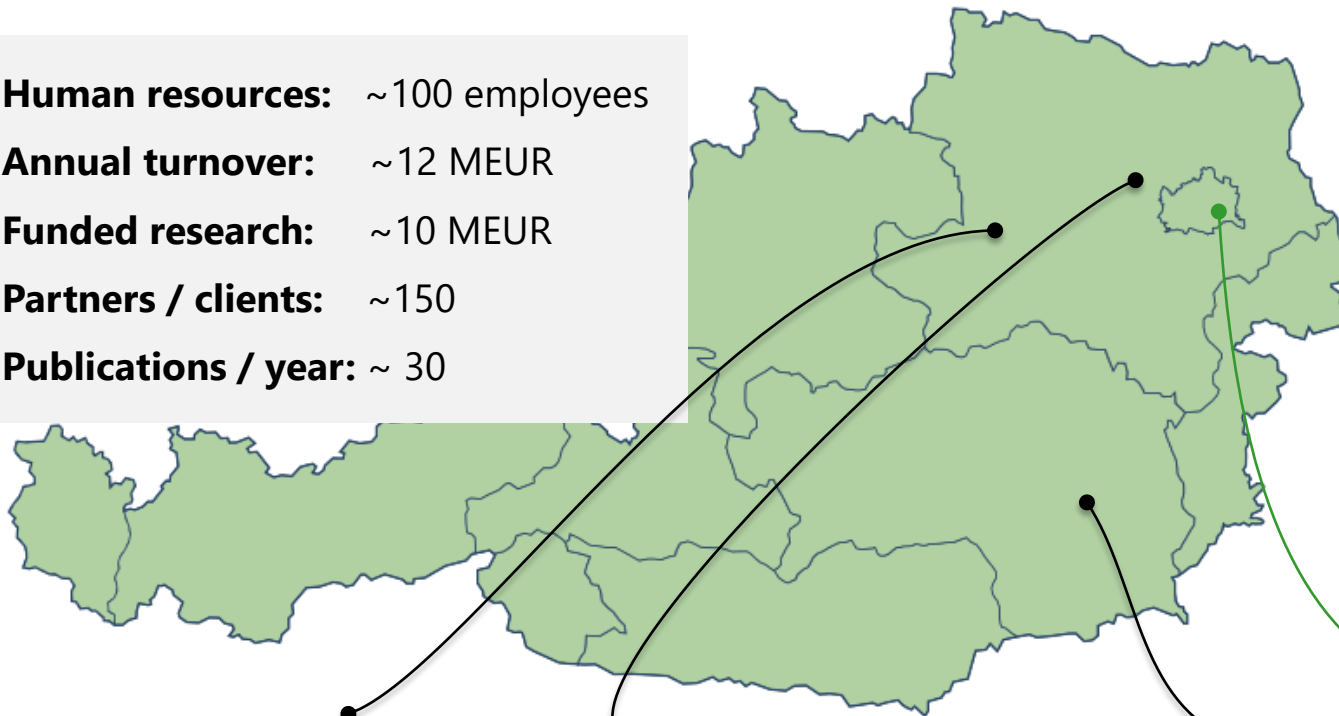 Human resources: ~100 employees
Annual turnover: ~12 MEUR
Funded research: ~10 MEUR
Partners / clients: ~150
Publications / year: ~ 30